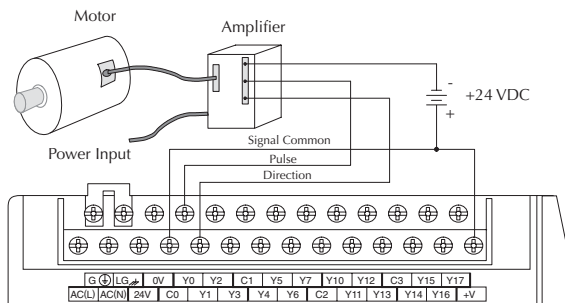 Motor
Amplifier
-
+24 VDC
+
Signal Common
Power Input
Pulse
Direction
G LG 0V Y0 Y2 C1 Y5 Y7 Y10 Y12 C3 Y15 Y17
AC(L) AC(N) 24V C0 Y1 Y3 Y4 Y6 C2 Y11 Y13 Y14 Y16 +V